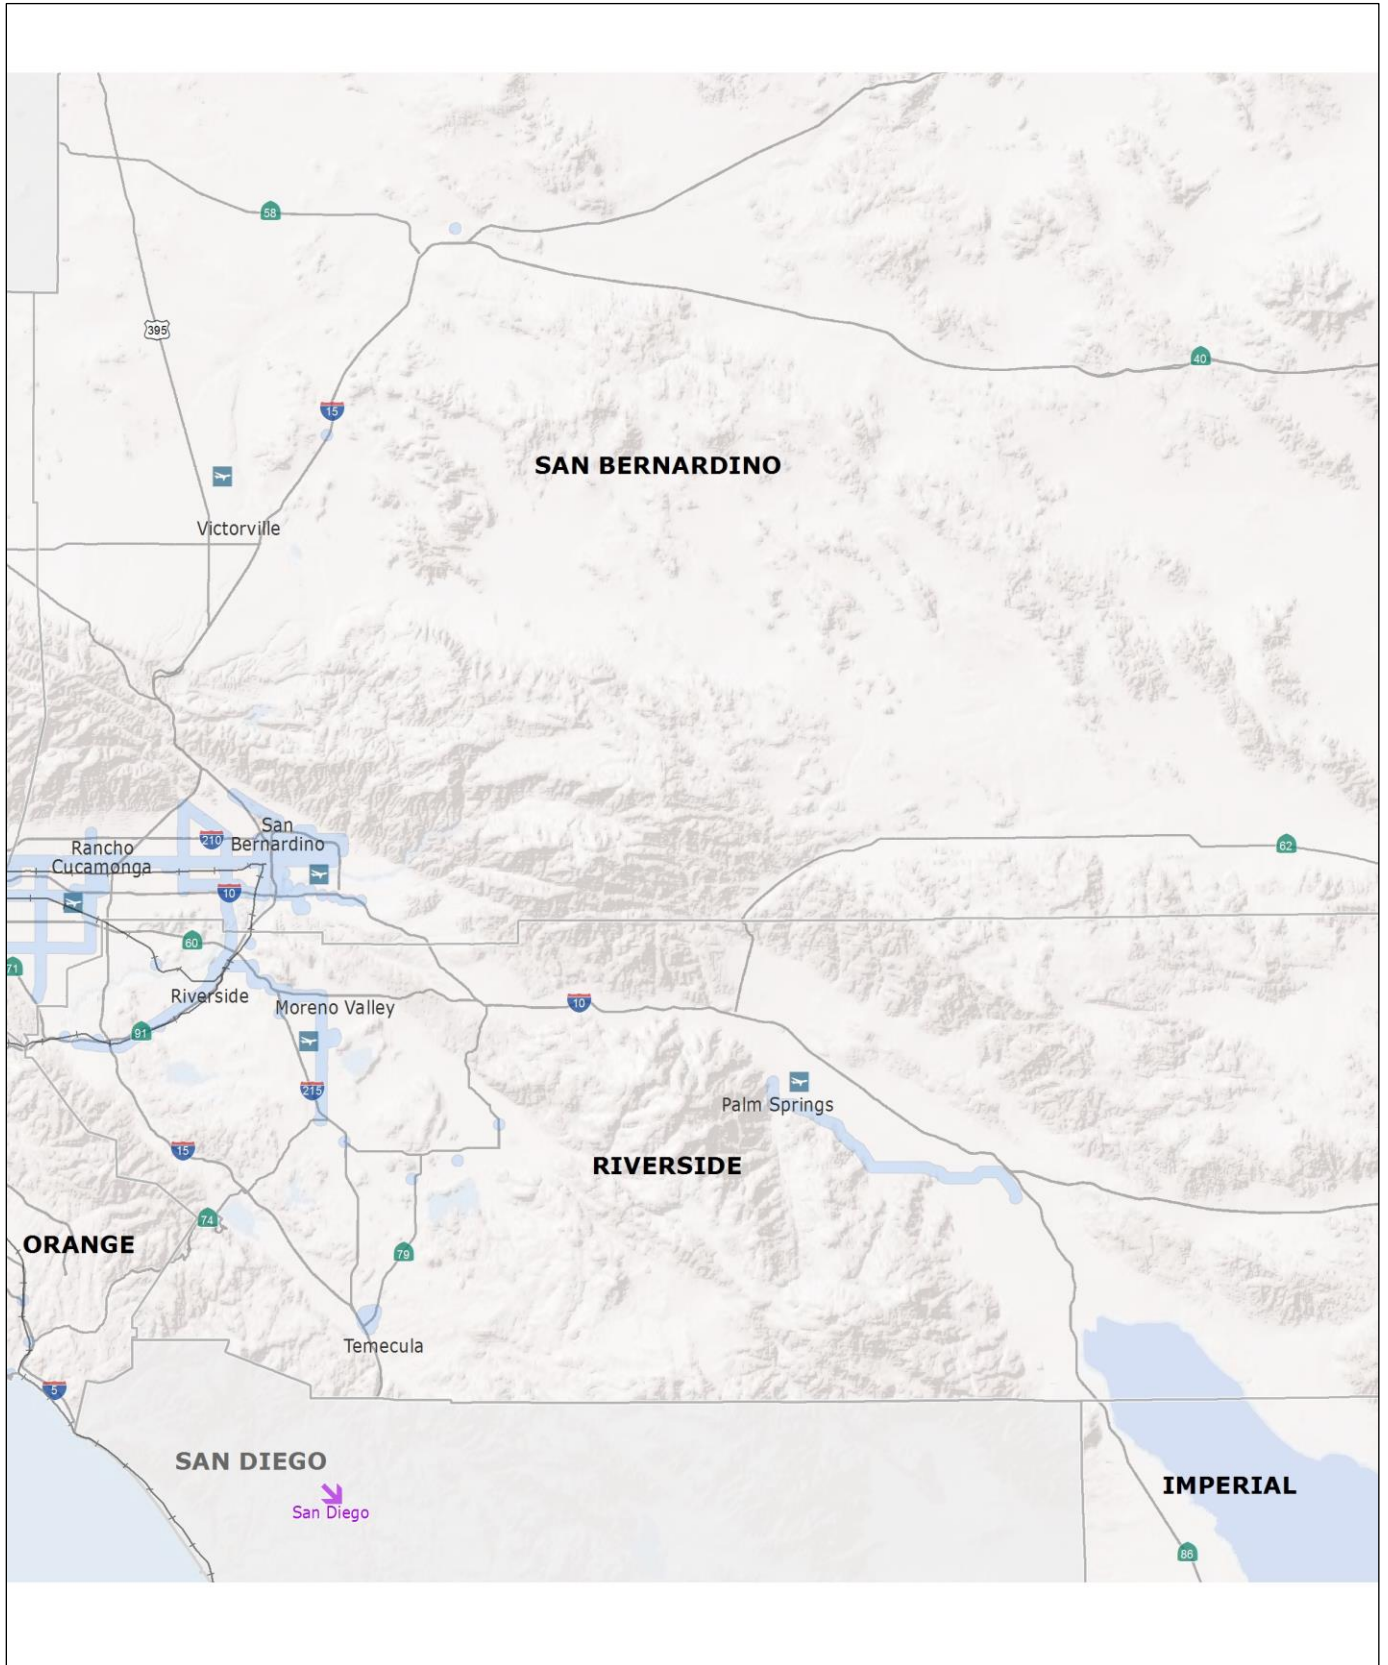 58
395
40
15
SAN BERNARDINO
Victorville
San
Bernardino
210
Rancho
Cucamonga
62
10
60
71
Riverside
Moreno Valley
10
91
215
Palm Springs
15
RIVERSIDE
74
ORANGE
79
Temecula
5
SAN DIEGO
San Diego
IMPERIAL
86